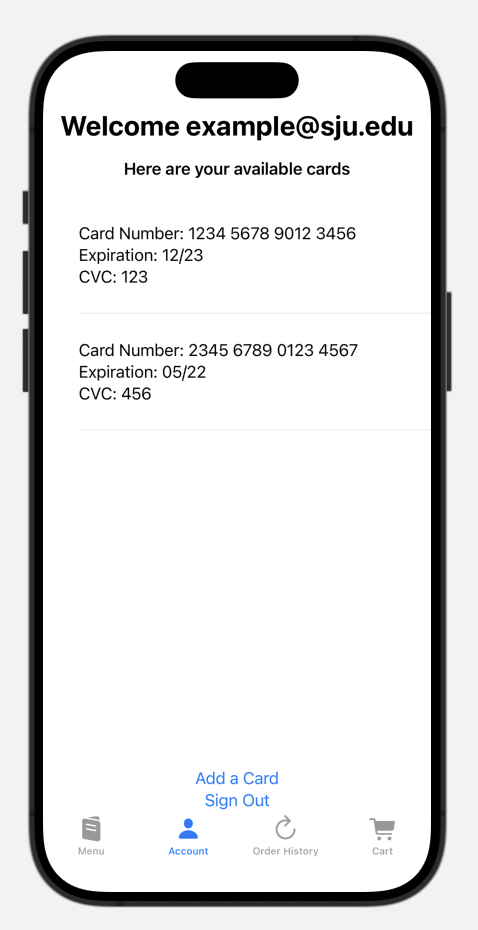 Welcome example@sju.edu
Here are your available cards
Card Number: 1234 5678 9012 3456
Expiration: 12/23
CVC: 123
Card Number: 2345 6789 0123 4567
Expiration: 05/22
CVC: 456
Add a Card
Sign Out
Menu Account Order History Cart